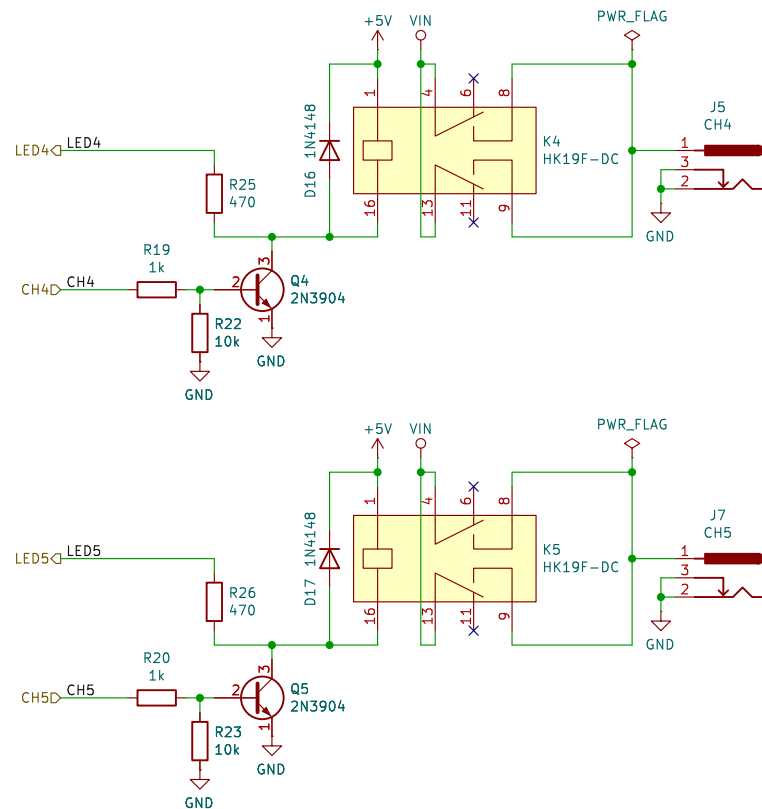 PWR_FLAG
+5V
VIN
1
4
6
8
J5
CH4
D16 1N4148
K4
HK19F-DC
1
3
2
LED4
LED4
R25
470
16
13
11
9
GND
R19
1k
3
CH4
CH4
2
Q4
2N3904
1
R22
10k
GND
GND
PWR_FLAG
+5V
VIN
1
4
6
8
J7
CH5
D17 1N4148
K5
HK19F-DC
1
3
2
LED5
LED5
R26
470
16
13
11
9
GND
R20
1k
3
CH5
CH5
2
Q5
2N3904
1
R23
10k
GND
GND